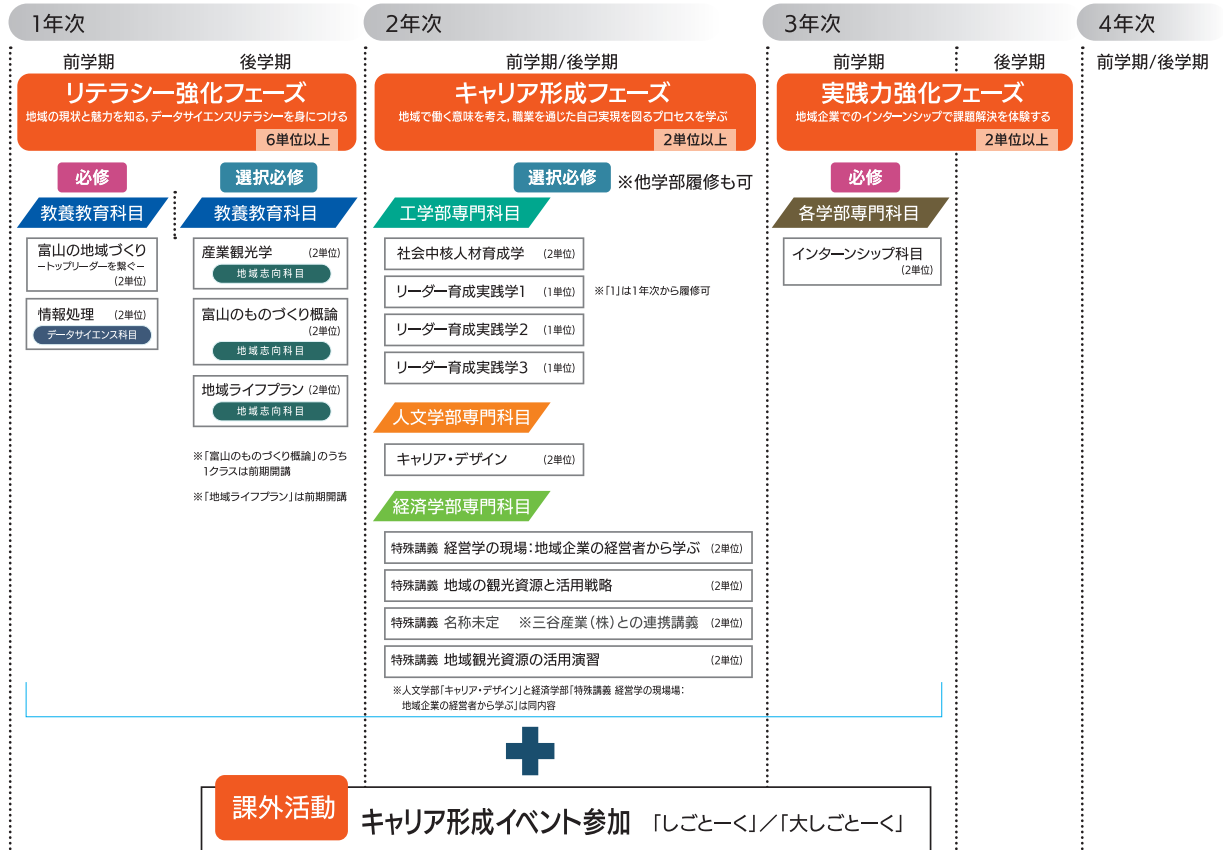 1年次
2年次
3年次
4年次
前学期
後学期
前学期/後学期
前学期
後学期
前学期/後学期
リテラシー強化フェーズ
地域の現状と魅力を知る，データサイエンスリテラシーを身につける
6単位以上
キャリア形成フェーズ
地域で働く意味を考え，職業を通じた自己実現を図るプロセスを学ぶ
2単位以上
実践力強化フェーズ
地域企業でのインターンシップで課題解決を体験する
2単位以上
必修
教養教育科目
富山の地域づくり
ートップリーダーを繋ぐー
(2単位)
情報処理 (2単位)
データサイエンス科目
選択必修
教養教育科目
産業観光学 (2単位)
地域志向科目
富山のものづくり概論
(2単位)
地域志向科目
地域ライフプラン (2単位)
地域志向科目
※「富山のものづくり概論」のうち
1クラスは前期開講
※「地域ライフプラン」は前期開講
選択必修 ※他学部履修も可
工学部専門科目
社会中核人材育成学 (2単位)
リーダー育成実践学1 (1単位) ※「1」は1年次から履修可
リーダー育成実践学2 (1単位)
リーダー育成実践学3 (1単位)
人文学部専門科目
キャリア・デザイン (2単位)
経済学部専門科目
特殊講義 経営学の現場：地域企業の経営者から学ぶ (2単位)
特殊講義 地域の観光資源と活用戦略 (2単位)
特殊講義 名称未定 ※三谷産業(株)との連携講義 (2単位)
特殊講義 地域観光資源の活用演習 (2単位)
※人文学部「キャリア・デザイン」と経済学部「特殊講義 経営学の現場場：
地域企業の経営者から学ぶ」は同内容
必修
各学部専門科目
インターンシップ科目
(2単位)
課外活動
キャリア形成イベント参加 「しごとーく」／「大しごとーく」